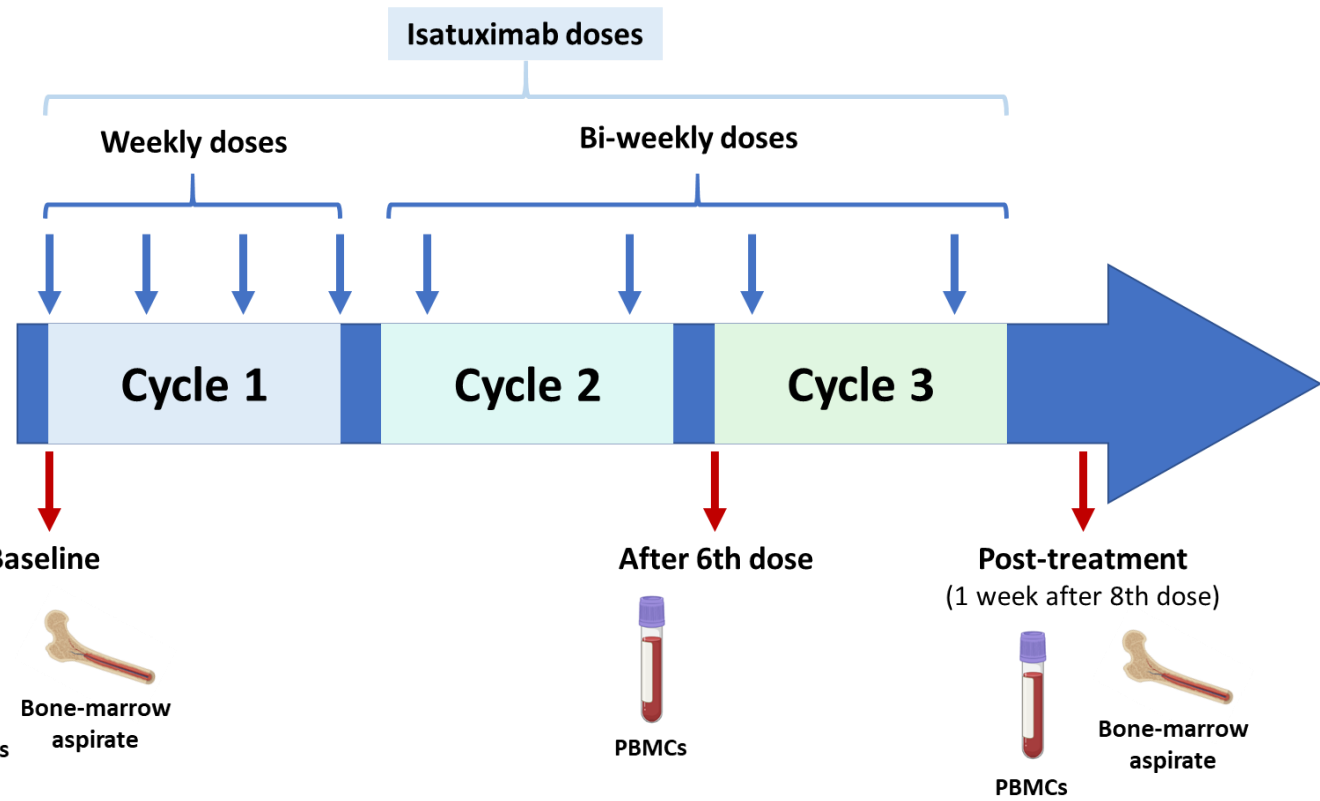 Isatuximab doses
Weekly doses
Bi-weekly doses
Cycle 1
Cycle 2
Cycle 3
aseline
After 6th dose
Post-treatment
(1 week after 8th dose)
Bone-marrow
aspirate
s
PBMCs
PBMCs
Bone-marrow
aspirate